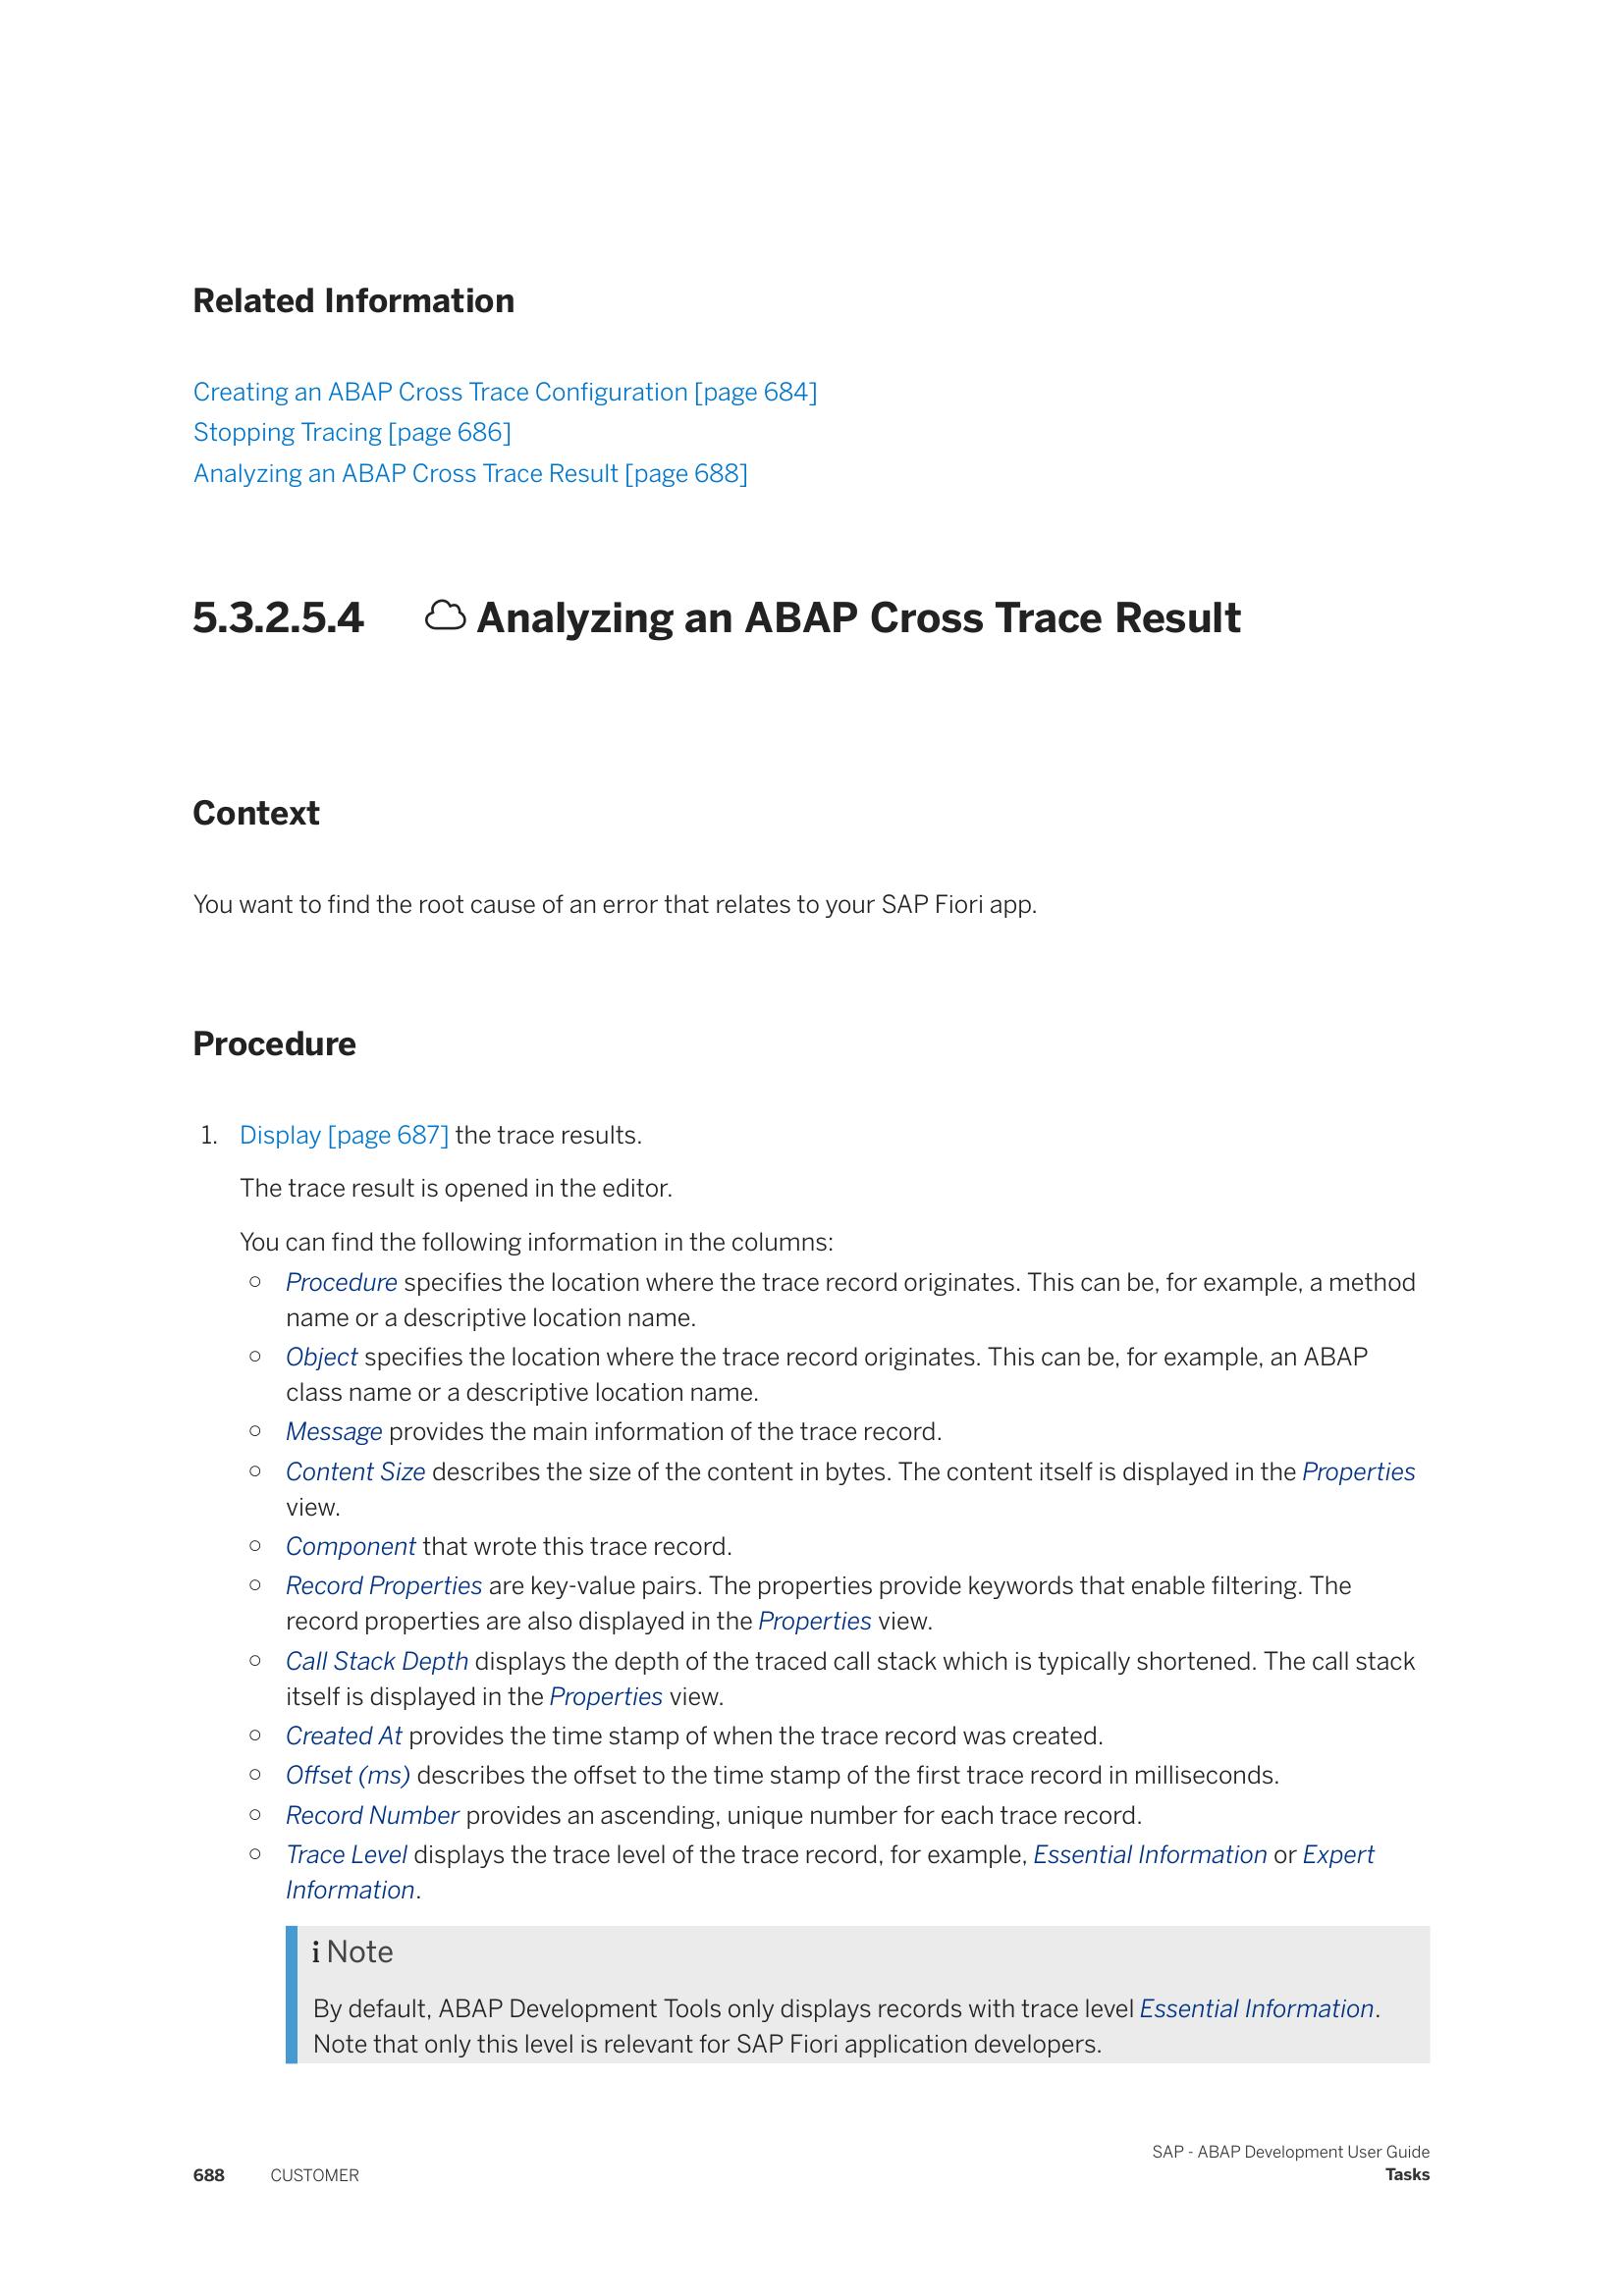 Related Information
Creating an ABAP Cross Trace Configuration [page 684]
Stopping Tracing [page 686]
Analyzing an ABAP Cross Trace Result [page 688]
5.3.2.5.4 Analyzing an ABAP Cross Trace Result
Context
You want to find the root cause of an error that relates to your SAP Fiori app.
Procedure
1. Display [page 687] the trace results.
The trace result is opened in the editor.
You can find the following information in the columns:
○ Procedure specifies the location where the trace record originates. This can be, for example, a method
name or a descriptive location name.
○ Object specifies the location where the trace record originates. This can be, for example, an ABAP
class name or a descriptive location name.
○ Message provides the main information of the trace record.
○ Content Size describes the size of the content in bytes. The content itself is displayed in the Properties
view.
○ Component that wrote this trace record.
○ Record Properties are key-value pairs. The properties provide keywords that enable filtering. The
record properties are also displayed in the Properties view.
○ Call Stack Depth displays the depth of the traced call stack which is typically shortened. The call stack
itself is displayed in the Properties view.
○ Created At provides the time stamp of when the trace record was created.
○ Offset (ms) describes the offset to the time stamp of the first trace record in milliseconds.
○ Record Number provides an ascending, unique number for each trace record.
○ Trace Level displays the trace level of the trace record, for example, Essential Information or Expert
Information.
i Note
By default, ABAP Development Tools only displays records with trace level Essential Information.
Note that only this level is relevant for SAP Fiori application developers.
SAP - ABAP Development User Guide
688 CUSTOMER Tasks